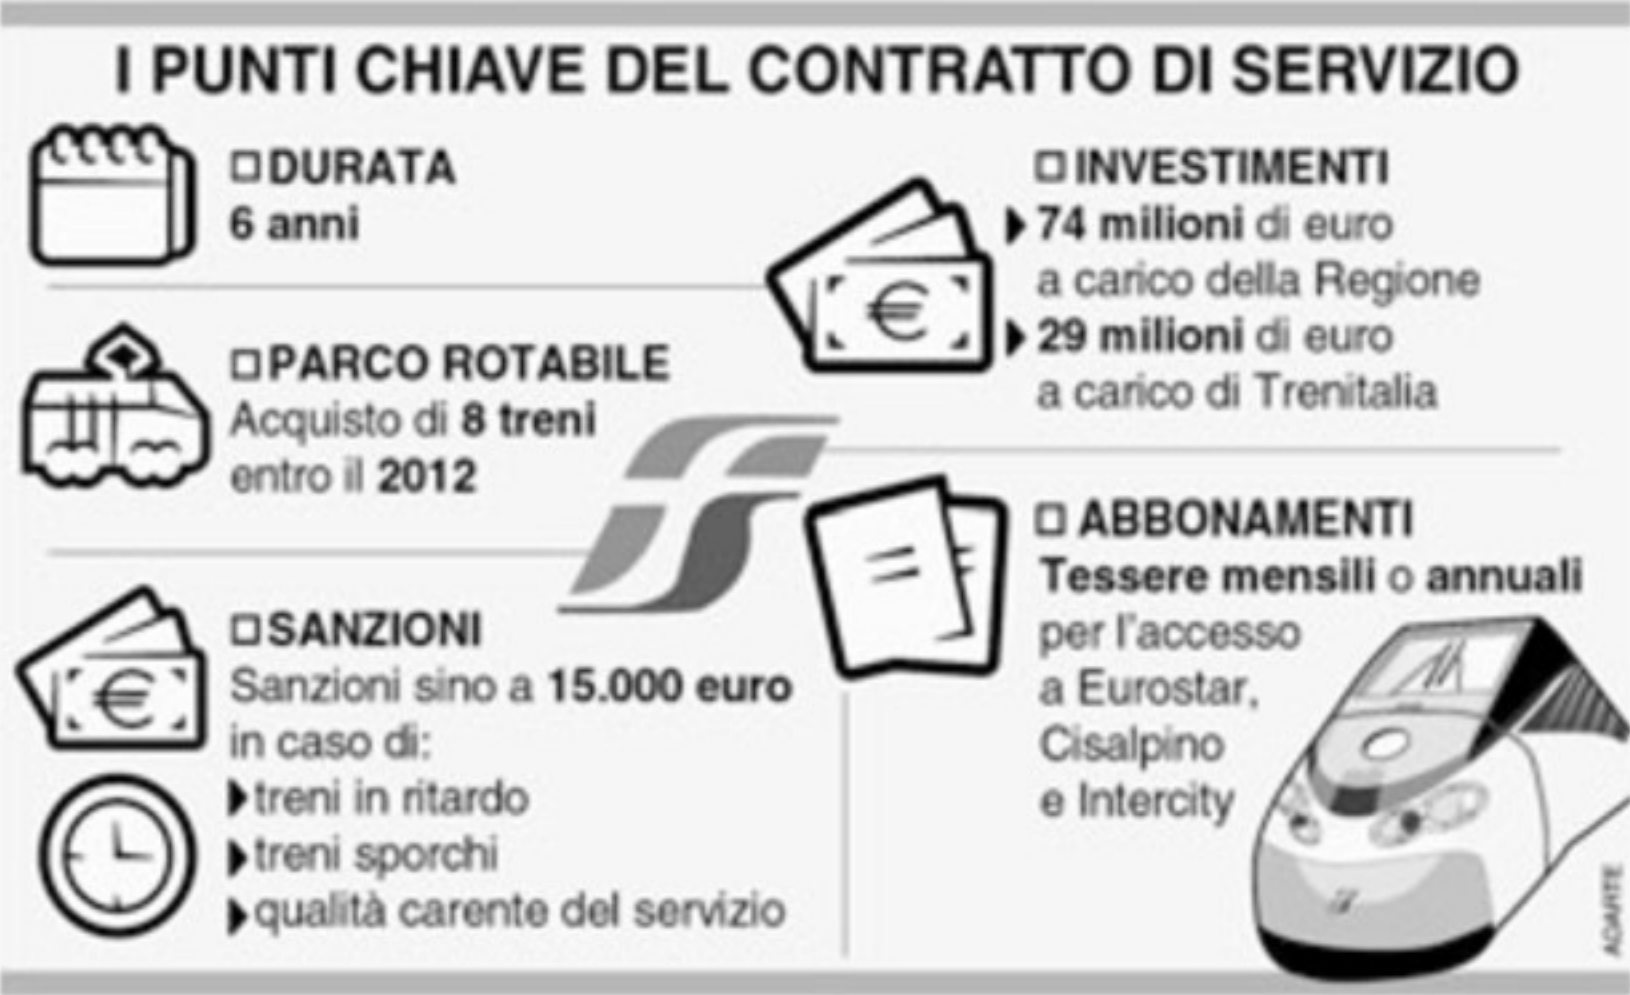 I PUNTI CHIAVE DEL CONTRATTO DI SERVIZIO
DURATA
6 anni
PARCO ROTABILE
Acquisto di 8 treni
entro il 2012
SANZIONI
Sanzioni sino a 15.000 euro
in caso di:
treni in ritardo
treni sporchi
qualità carente del servizio
INVESTIMENTI
74 milioni di euro
a carico della Regione
29 milioni di euro
a carico di Trenitalia
ABBONAMENTI
Tessere mensili o annuali
per l'accesso
a Eurostar,
Cisalpino
e Intercity
ADARTE